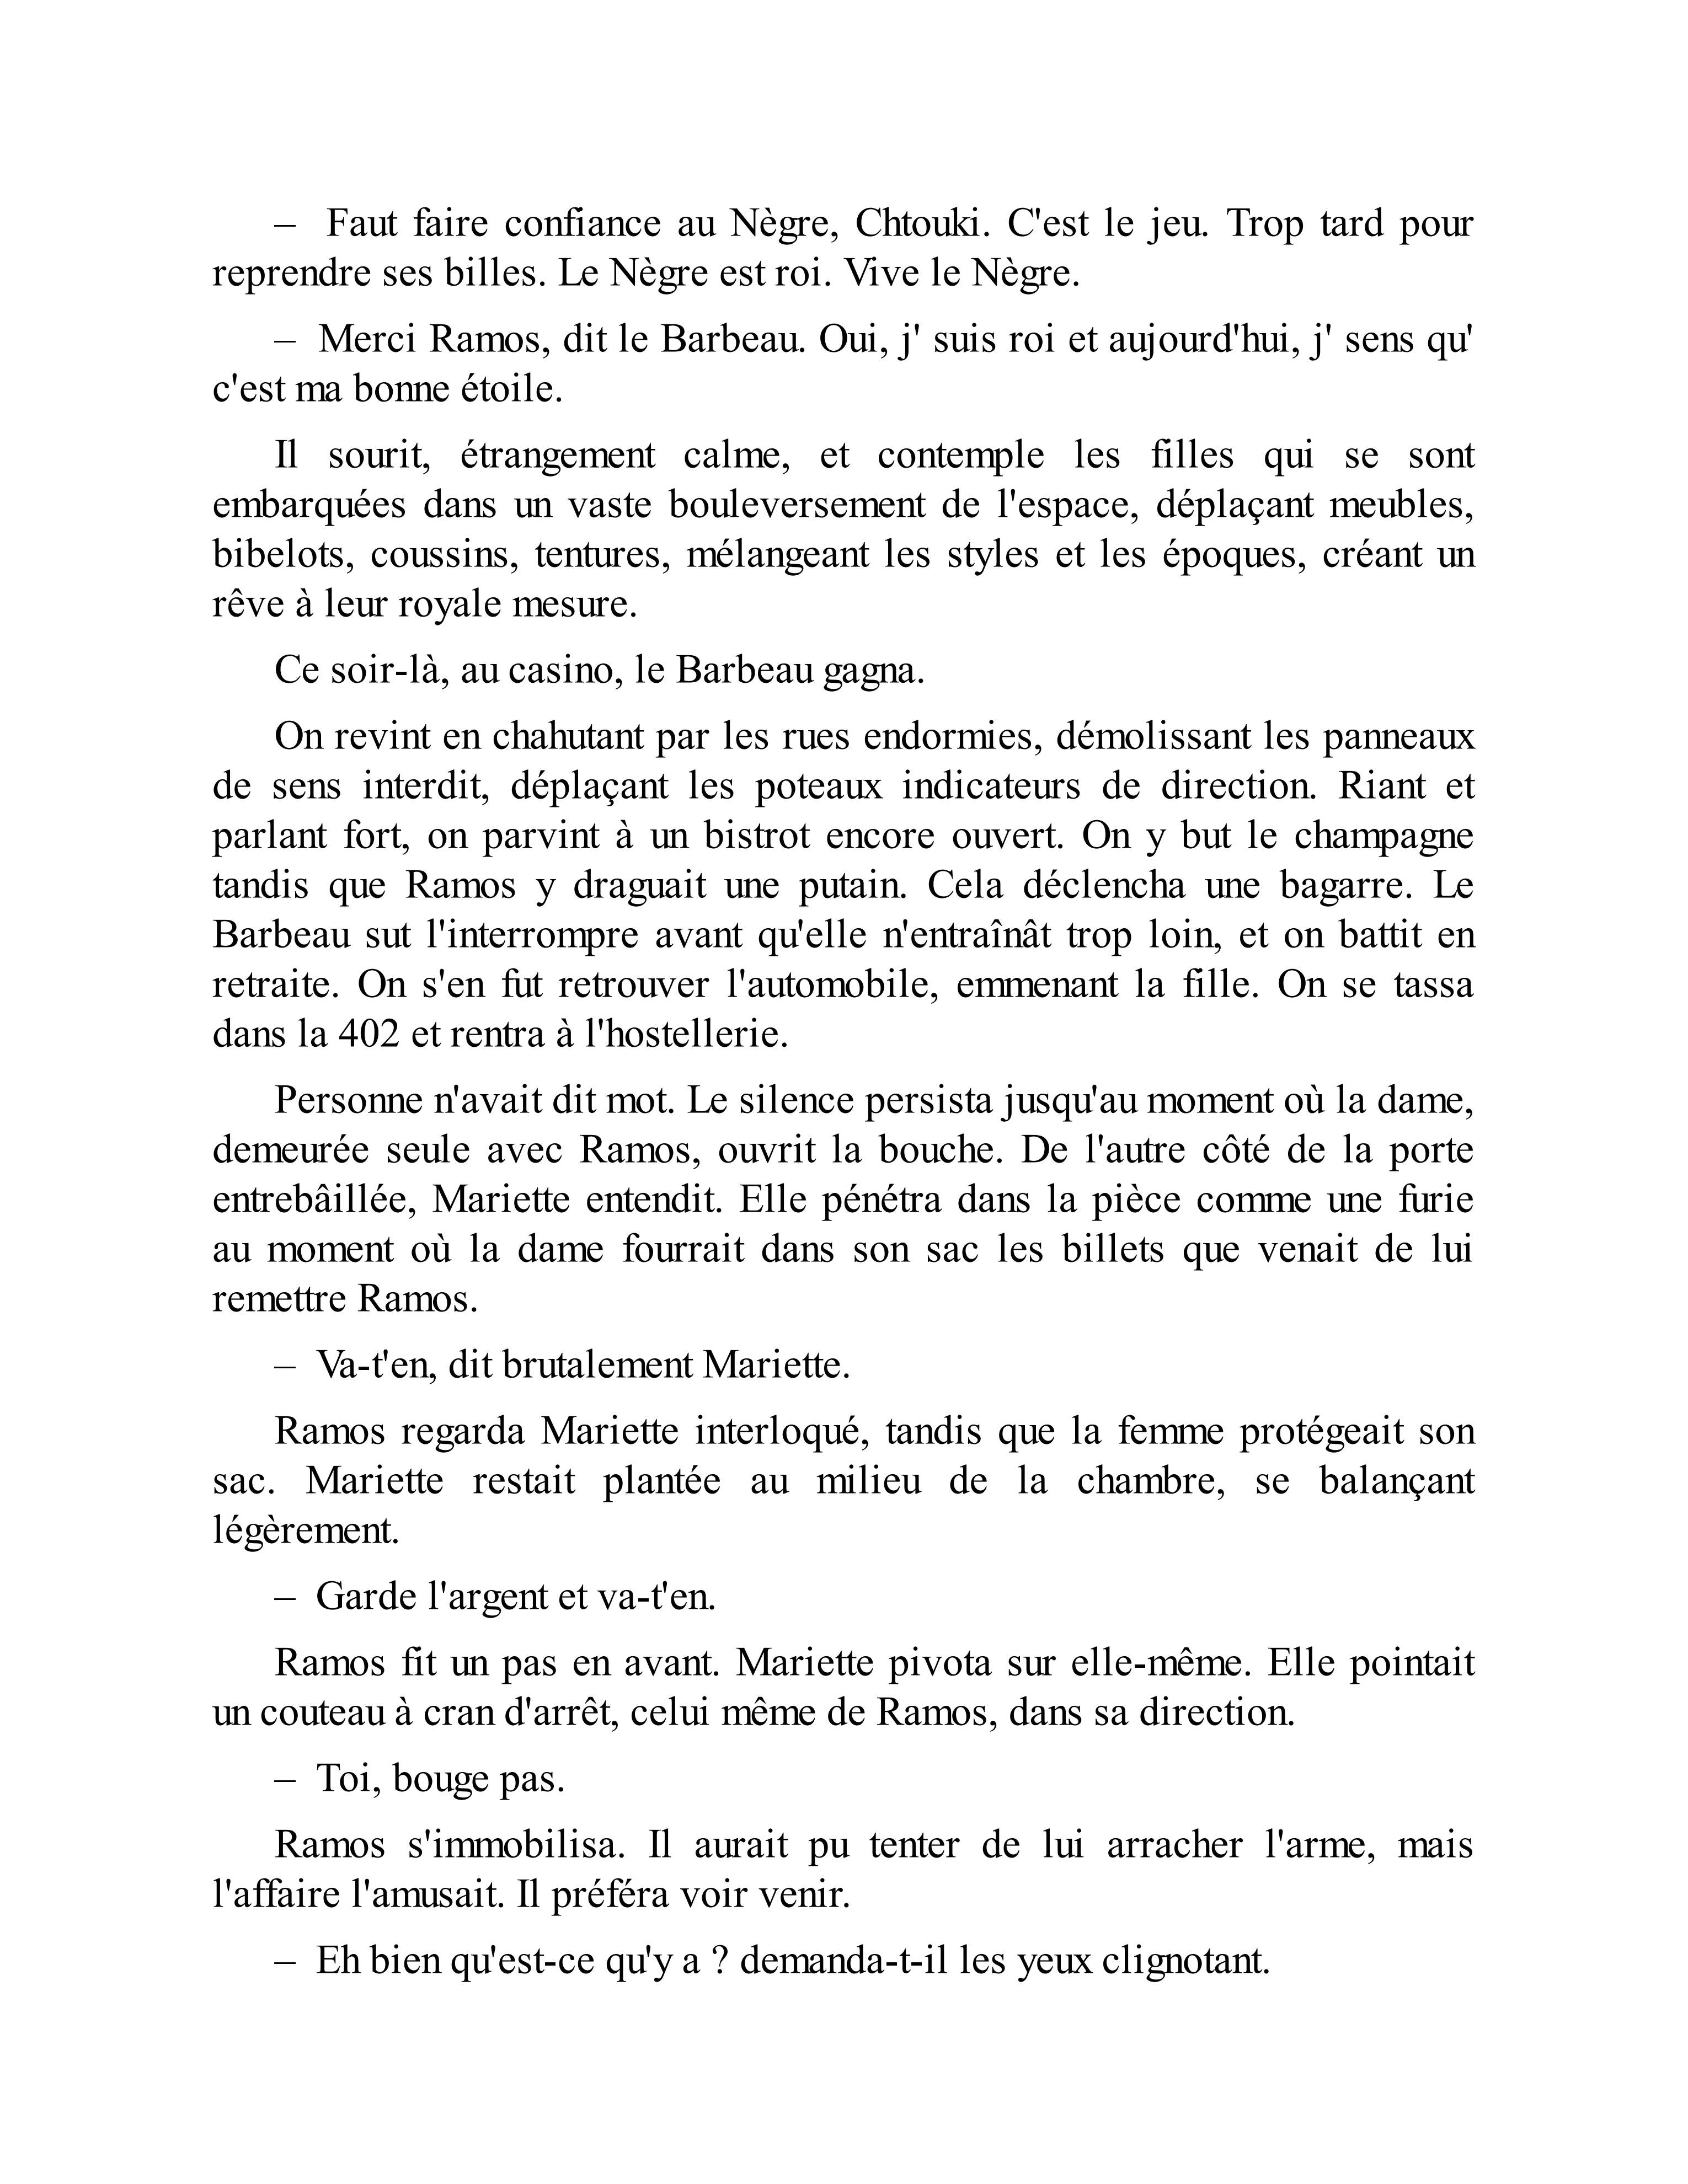 – Faut faire confiance au Nègre, Chtouki. C'est le jeu. Trop tard pour
reprendre ses billes. Le Nègre est roi. Vive le Nègre.
– Merci Ramos, dit le Barbeau. Oui, j' suis roi et aujourd'hui, j' sens qu'
c'est ma bonne étoile.
Il sourit, étrangement calme, et contemple les filles qui se sont
embarquées dans un vaste bouleversement de l'espace, déplaçant meubles,
bibelots, coussins, tentures, mélangeant les styles et les époques, créant un
rêve à leur royale mesure.
Ce soir-là, au casino, le Barbeau gagna.
On revint en chahutant par les rues endormies, démolissant les panneaux
de sens interdit, déplaçant les poteaux indicateurs de direction. Riant et
parlant fort, on parvint à un bistrot encore ouvert. On y but le champagne
tandis que Ramos y draguait une putain. Cela déclencha une bagarre. Le
Barbeau sut l'interrompre avant qu'elle n'entraînât trop loin, et on battit en
retraite. On s'en fut retrouver l'automobile, emmenant la fille. On se tassa
dans la 402 et rentra à l'hostellerie.
Personne n'avait dit mot. Le silence persista jusqu'au moment où la dame,
demeurée seule avec Ramos, ouvrit la bouche. De l'autre côté de la porte
entrebâillée, Mariette entendit. Elle pénétra dans la pièce comme une furie
au moment où la dame fourrait dans son sac les billets que venait de lui
remettre Ramos.
– Va-t'en, dit brutalement Mariette.
Ramos regarda Mariette interloqué, tandis que la femme protégeait son
sac. Mariette restait plantée au milieu de la chambre, se balançant
légèrement.
– Garde l'argent et va-t'en.
Ramos fit un pas en avant. Mariette pivota sur elle-même. Elle pointait
un couteau à cran d'arrêt, celui même de Ramos, dans sa direction.
– Toi, bouge pas.
Ramos s'immobilisa. Il aurait pu tenter de lui arracher l'arme, mais
l'affaire l'amusait. Il préféra voir venir.
– Eh bien qu'est-ce qu'y a ? demanda-t-il les yeux clignotant.